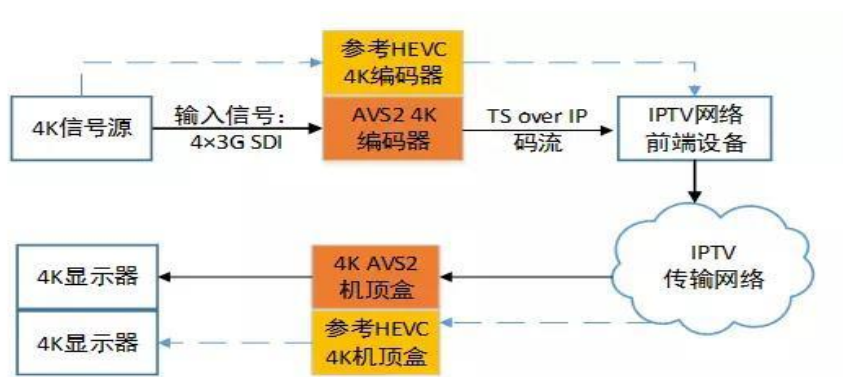 参考HEVC
4K编码器
4K信号源
输入信号：
4×3G SDI
AVS2 4K
编码器
TS over IP
码流
IPTV网络
前端设备
IPTV
传输网络
4K AVS2
机顶盒
4K显示器
参考HEVC
4K机顶盒
4K显示器